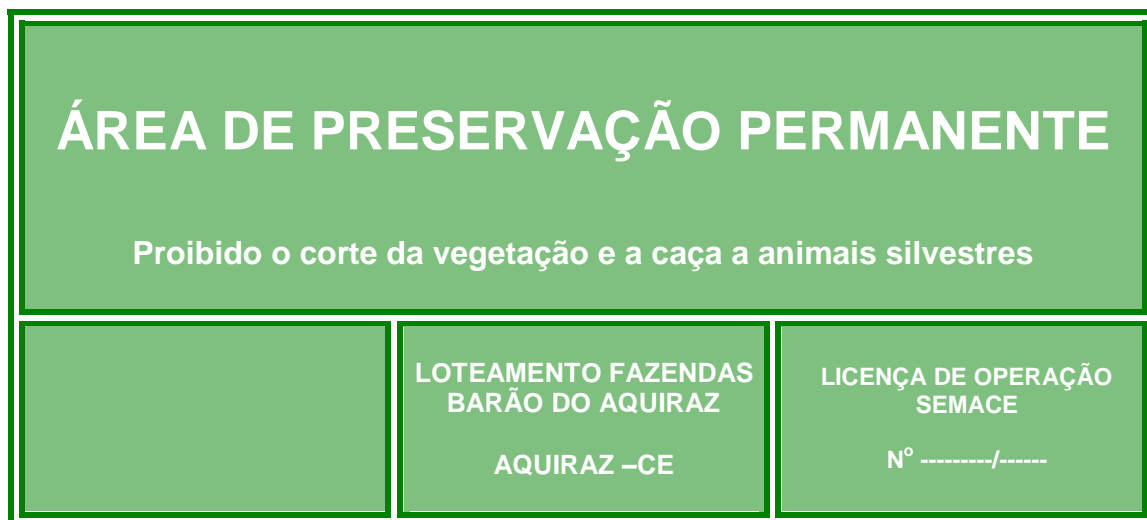 ÁREA DE PRESERVAÇÃO PERMANENTE
Proibido o corte da vegetação e a caça a animais silvestres
LOTEAMENTO FAZENDAS
BARÃO DO AQUIRAZ
AQUIRAZ –CE
LICENÇA DE OPERAÇÃO
SEMACE
Nº ---------/------